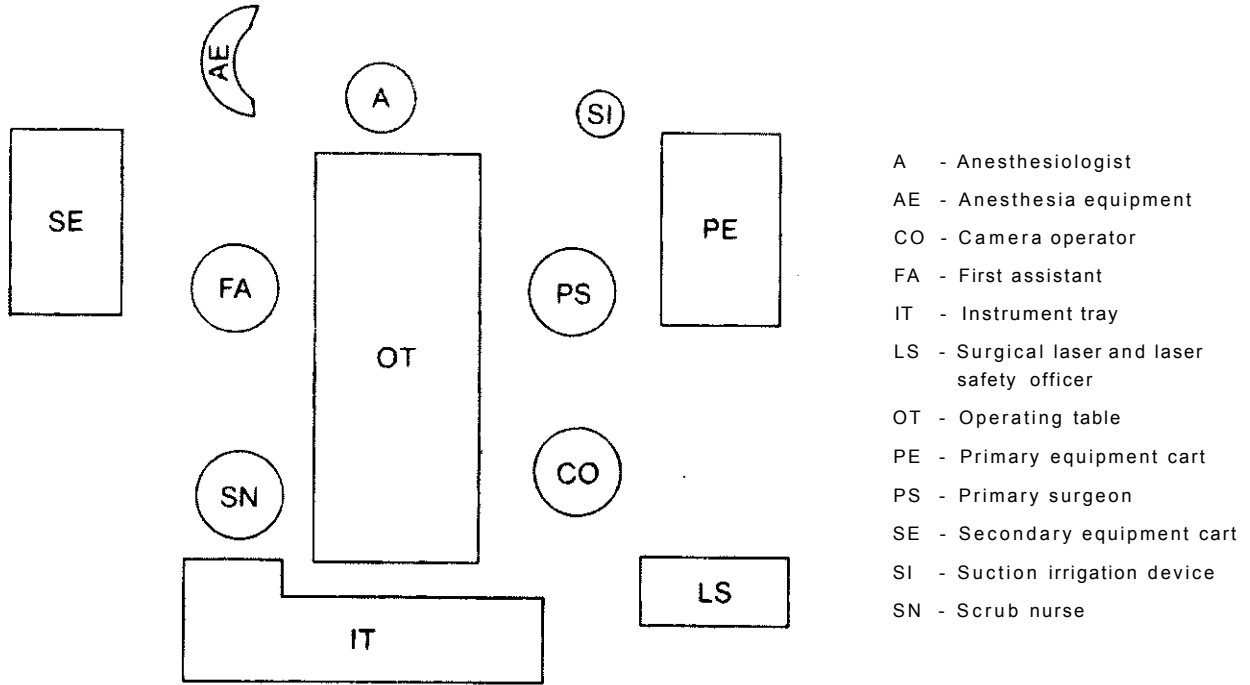 AE
A
SI
SE
PE
FA
PS
OT
SN
CO
LS
IT
A - Anesthesiologist
AE - Anesthesia equipment
CO - Camera operator
FA - First assistant
IT - Instrument tray
LS - Surgical laser and laser
safety officer
OT - Operating table
PE - Primary equipment cart
PS - Primary surgeon
SE - Secondary equipment cart
SI - Suction irrigation device
SN - Scrub nurse